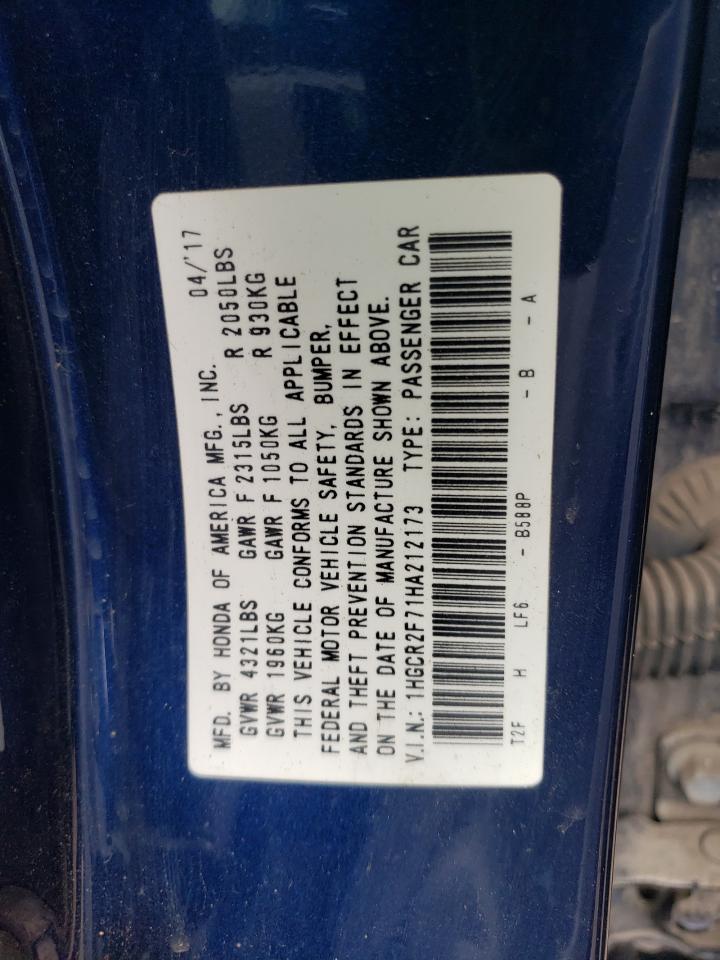 MFD. BY HONDA OF AMERICA MFG., INC. 04/'17
GVWR 4321LBS GAWR F 2315LBS R 2050LBS
GVWR 1960KG GAWR F 1050KG R 930KG
THIS VEHICLE CONFORMS TO ALL APPLICABLE
FEDERAL MOTOR VEHICLE SAFETY, BUMPER,
AND THEFT PREVENTION STANDARDS IN EFFECT
ON THE DATE OF MANUFACTURE SHOWN ABOVE.
V.I.N.: 1HGCR2F71HA212173 TYPE: PASSENGER CAR
T2F H LF6 - B588P - B - A